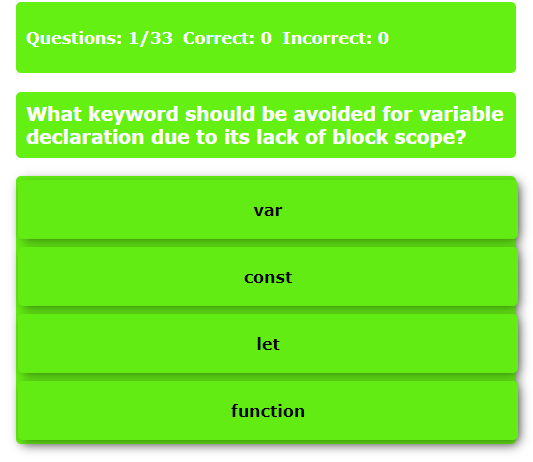 Questions: 1/33 Correct: 0 Incorrect: 0
What keyword should be avoided for variable
declaration due to its lack of block scope?
var
const
let
function